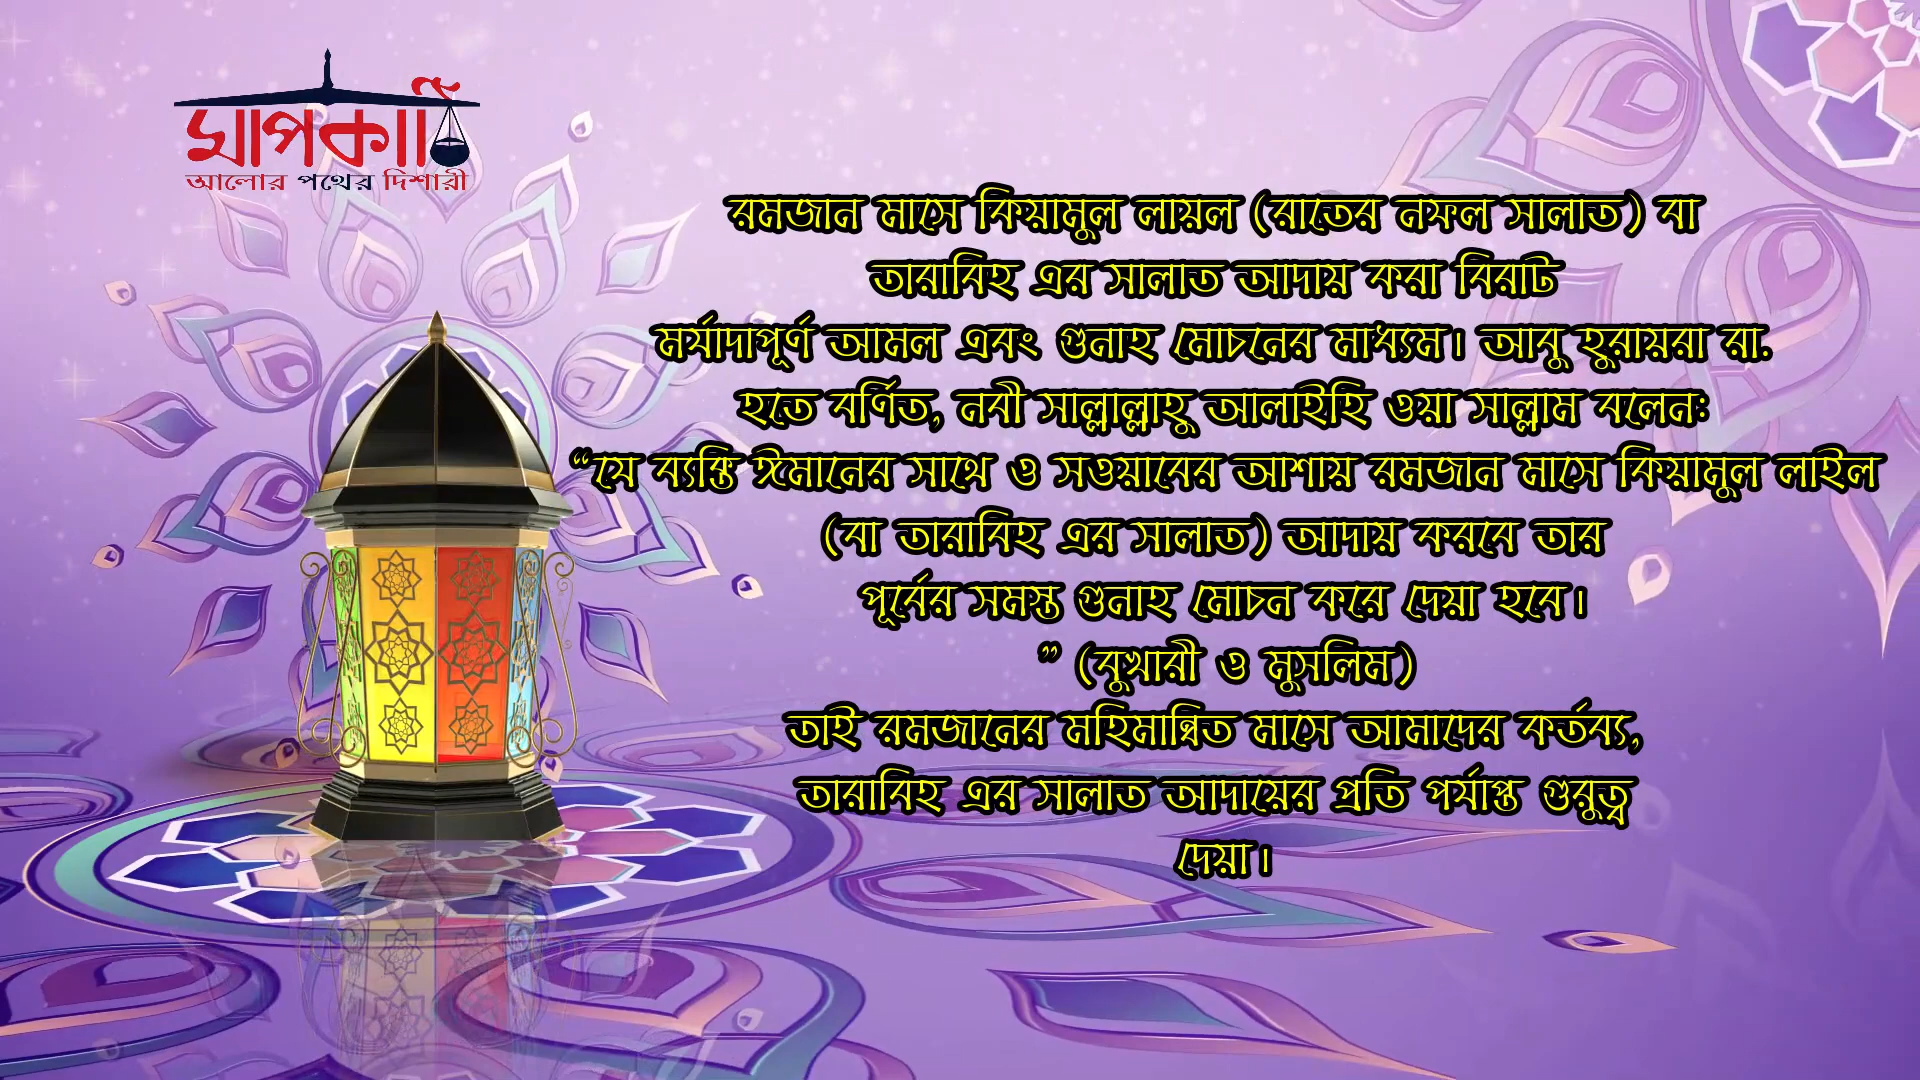 মাপকাঠি
আলোর পথের দিশারী
রমজান মাসে কিয়ামুল লায়ল (রাতের নফল সালাত) বা
তারাবিহ এর সালাত আদায় করা বিরাট
মর্যাদাপূর্ণ আমল এবং গুনাহ মোচনের মাধ্যম। আবু হুরায়রা রা.
হতে বর্ণিত, নবী সাল্লাল্লাহু আলাইহি ওয়া সাল্লাম বলেন:
“যে ব্যক্তি ঈমানের সাথে ও সওয়াবের আশায় রমজান মাসে কিয়ামুল লাইল
(বা তারাবিহ এর সালাত) আদায় করবে তার
পূর্বের সমস্ত গুনাহ মোচন করে দেয়া হবে।
” (বুখারী ও মুসলিম)
তাই রমজানের মহিমান্বিত মাসে আমাদের কর্তব্য,
তারাবিহ এর সালাত আদায়ের প্রতি পর্যাপ্ত গুরুত্ব
দেয়া।